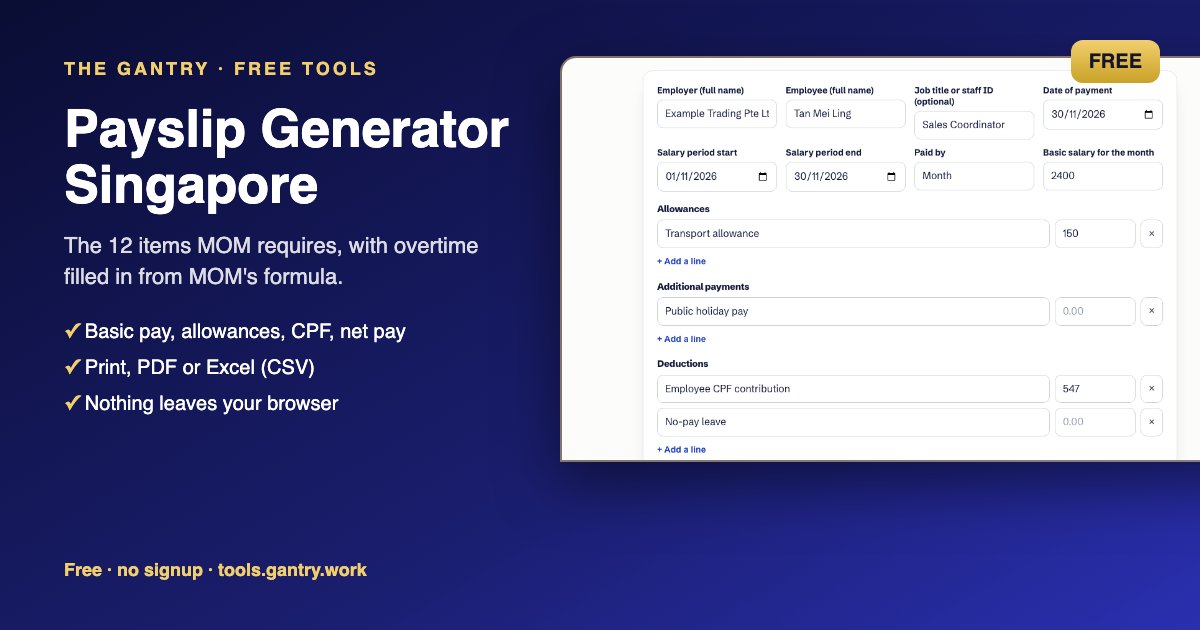 THE GANTRY · FREE TOOLS
Payslip Generator
Singapore
The 12 items MOM requires, with overtime
filled in from MOM's formula.
✓ Basic pay, allowances, CPF, net pay
✓ Print, PDF or Excel (CSV)
✓ Nothing leaves your browser
Free · no signup · tools.gantry.work
FREE
Employer (full name)
Example Trading Pte Lt
Employee (full name)
Tan Mei Ling
Job title or staff ID
(optional)
Sales Coordinator
Date of payment
30/11/2026
Salary period start
01/11/2026
Salary period end
30/11/2026
Paid by
Month
Basic salary for the month
2400
Allowances
Transport allowance 150 ×
+ Add a line
Additional payments
Public holiday pay 0.00 ×
+ Add a line
Deductions
Employee CPF contribution 547 ×
No-pay leave 0.00 ×
+ Add a line